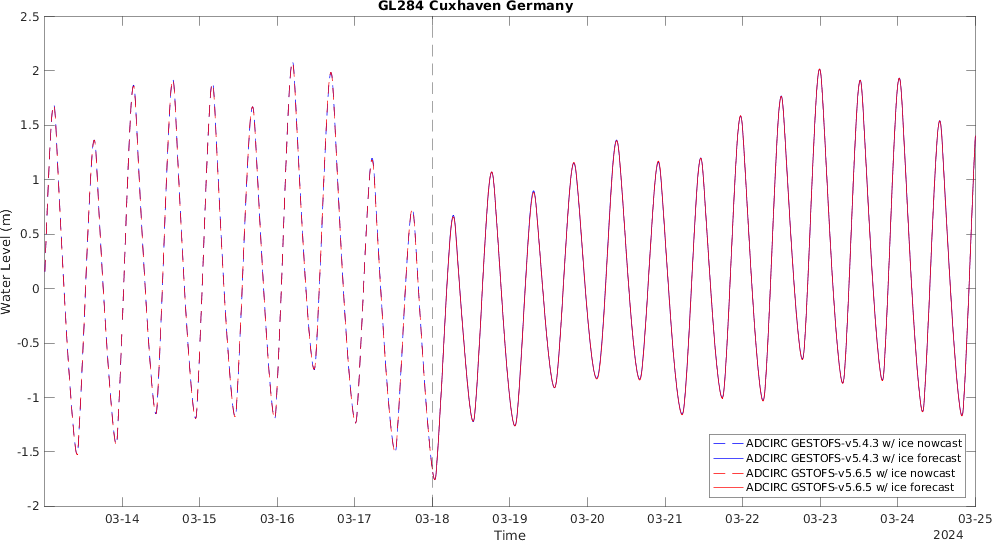 GL284 Cuxhaven Germany
2.5
2
1.5
1
0.5
0
-0.5
-1
-1.5
-2
Water Level (m)
ADCIRC GESTOFS-v5.4.3 w/ ice nowcast
ADCIRC GESTOFS-v5.4.3 w/ ice forecast
ADCIRC GSTOFS-v5.6.5 w/ ice nowcast
ADCIRC GSTOFS-v5.6.5 w/ ice forecast
03-14 03-15 03-16 03-17 03-18 03-19 03-20 03-21 03-22 03-23 03-24 03-25
Time
2024